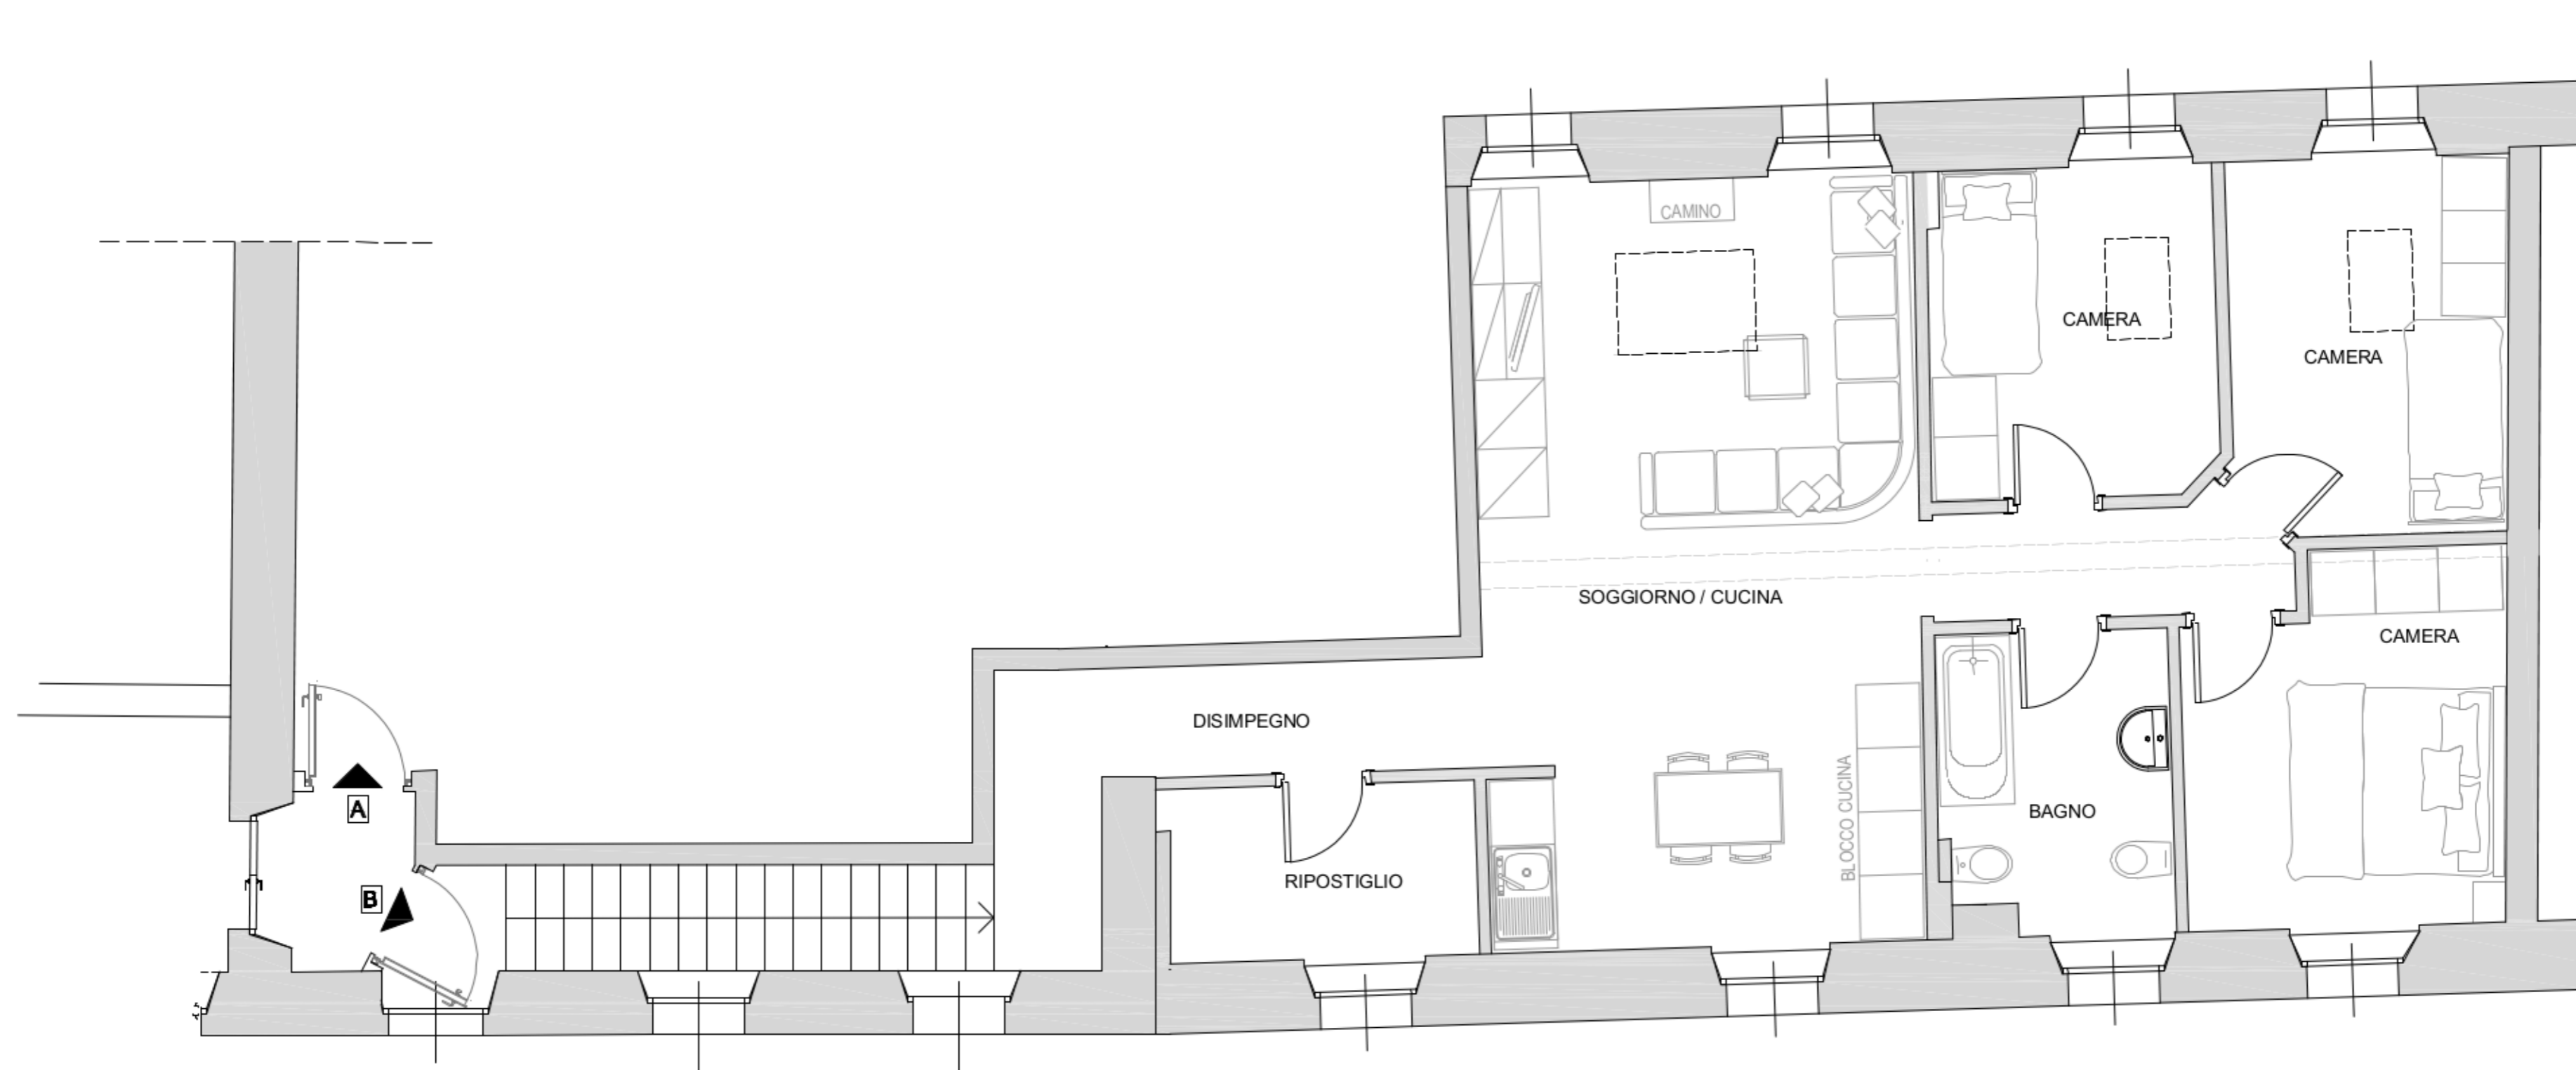 CAMINO
CAMERA
CAMERA
SOGGIORNO / CUCINA
CAMERA
DISIMPEGNO
A
BLOCCO CUCINA
BAGNO
RIPOSTIGLIO
B